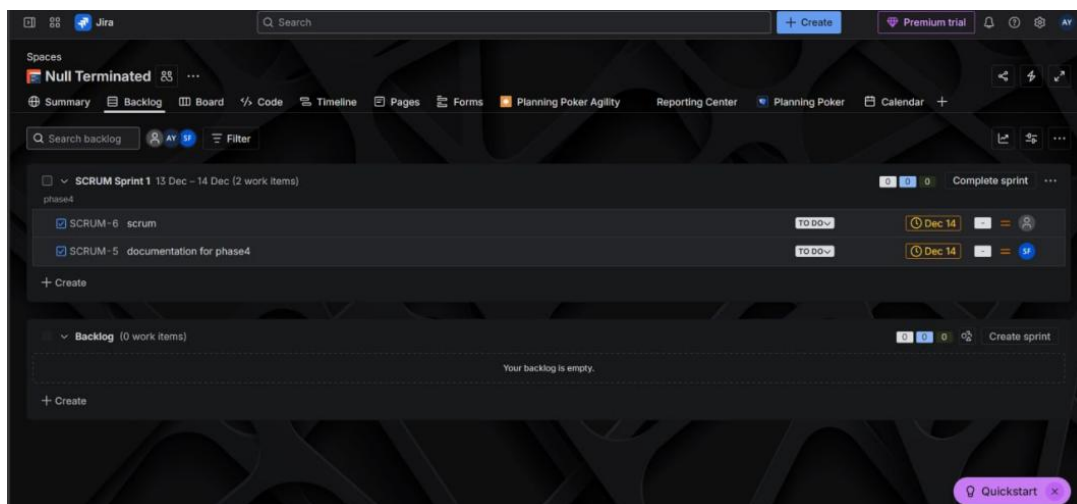 Jira
Search
+ Create
Premium trial
AY
Spaces
Null Terminated
Summary Backlog Board Code Timeline Pages Forms Planning Poker Agility Reporting Center Planning Poker Calendar +
Search backlog AY SF Filter
SCRUM Sprint 1 13 Dec – 14 Dec (2 work items) 0 0 0 Complete sprint ...
phase4
SCRUM-6 scrum TO DO Dec 14 - =
SCRUM-5 documentation for phase4 TO DO Dec 14 - = SF
+ Create
Backlog (0 work items) 0 0 0 Create sprint
Your backlog is empty.
+ Create
Quickstart ×